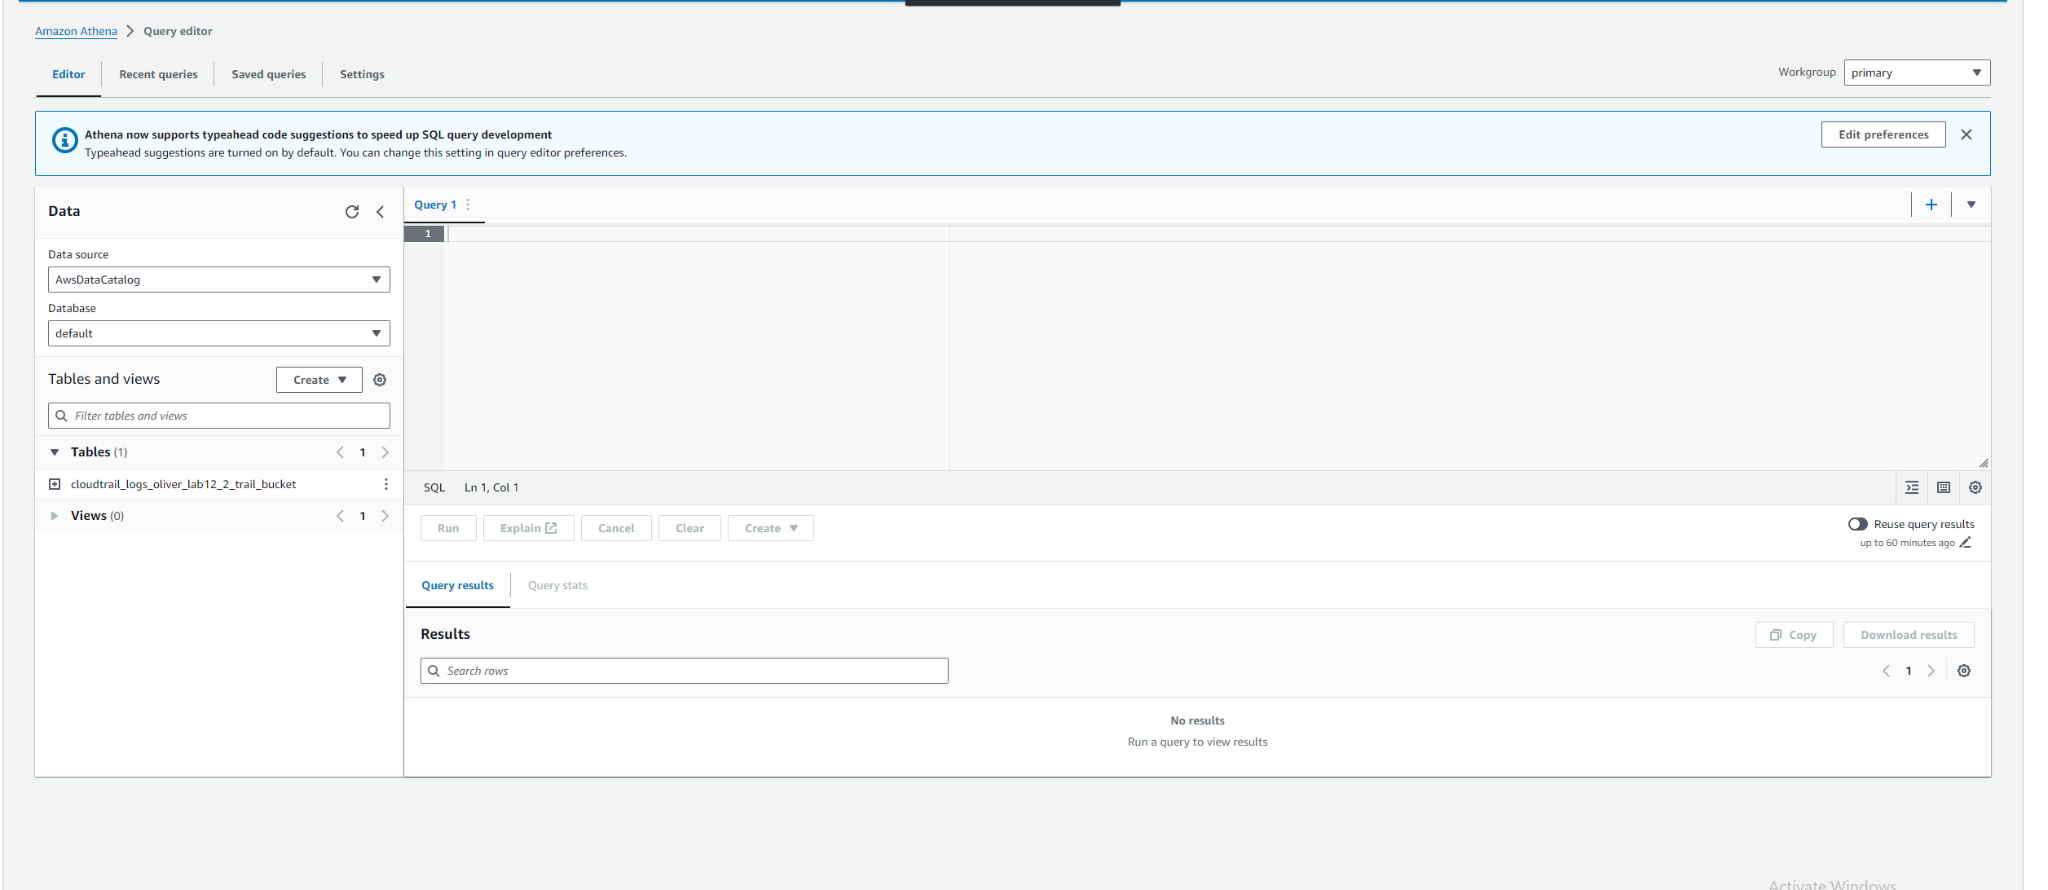 Amazon Athena > Query editor
Editor Recent queries Saved queries Settings
Workgroup primary
Athena now supports typeahead code suggestions to speed up SQL query development
Typeahead suggestions are turned on by default. You can change this setting in query editor preferences.
Edit preferences
Data
Data source
AwsDataCatalog
Database
default
Tables and views
Create
Filter tables and views
Tables (1) 1
cloudtrail_logs_oliver_lab12_2_trail_bucket
Views (0) 1
Query 1
1
SQL Ln 1, Col 1
Run Explain Cancel Clear Create
Reuse query results
up to 60 minutes ago
Query results Query stats
Results
Copy Download results
Search rows
1
No results
Run a query to view results
Activate Windows